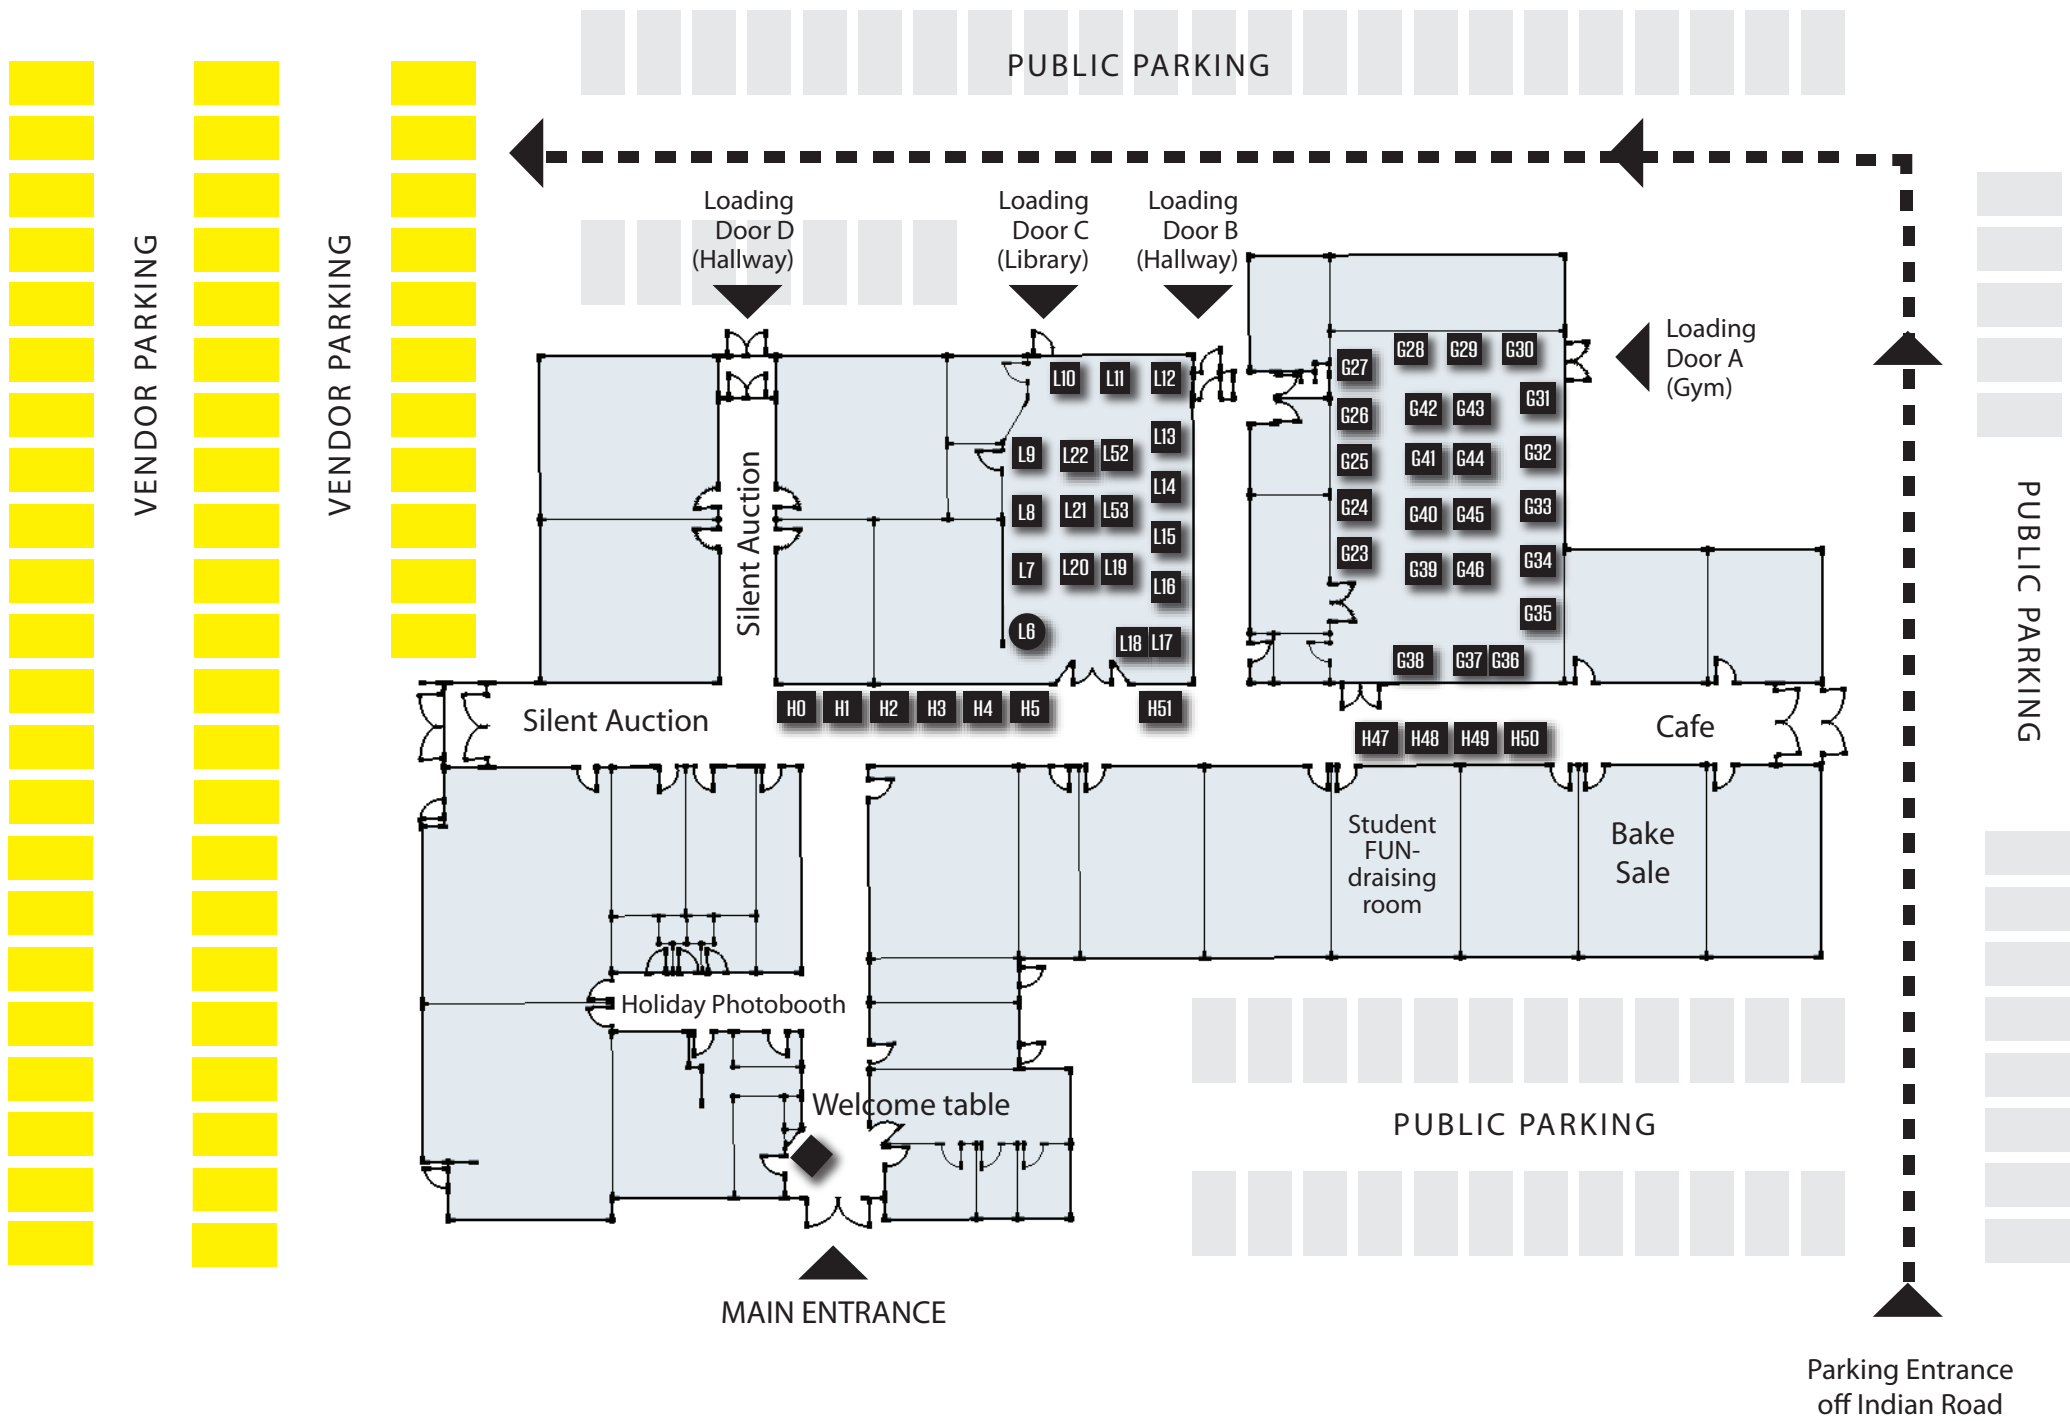 PUBLIC PARKING
VENDOR PARKING
VENDOR PARKING
Loading
Door D
(Hallway)
Loading
Door C
(Library)
Loading
Door B
(Hallway)
Loading
Door A
(Gym)
PUBLIC PARKING
G28 G29 G30
G27
L10 L11 L12
G31
G42 G43
G26
L13
L9 L22 L52
G32
G25
G41 G44
L14
L8 L21 L53
G24
G40 G45
G33
L15
G23
L7 L20 L19
G39 G46
G34
L16
G35
L6
L18 L17
G38 G37 G36
Silent Auction
Silent Auction
H0 H1 H2 H3 H4 H5 H51
H47 H48 H49 H50
Cafe
Student
FUN-
draising
room
Bake
Sale
Holiday Photobooth
Welcome table
PUBLIC PARKING
MAIN ENTRANCE
Parking Entrance
off Indian Road